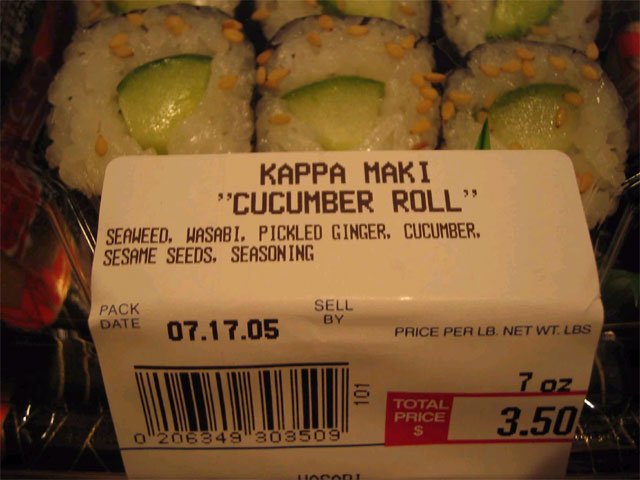 KAPPA MAKI
"CUCUMBER ROLL"
SEAWEED, WASABI, PICKLED GINGER, CUCUMBER,
SESAME SEEDS, SEASONING
PACK DATE
07.17.05
SELL BY
PRICE PER LB. NET WT. LBS
7 oz
101
TOTAL PRICE $
3.50
0 206349 303509
WASABI